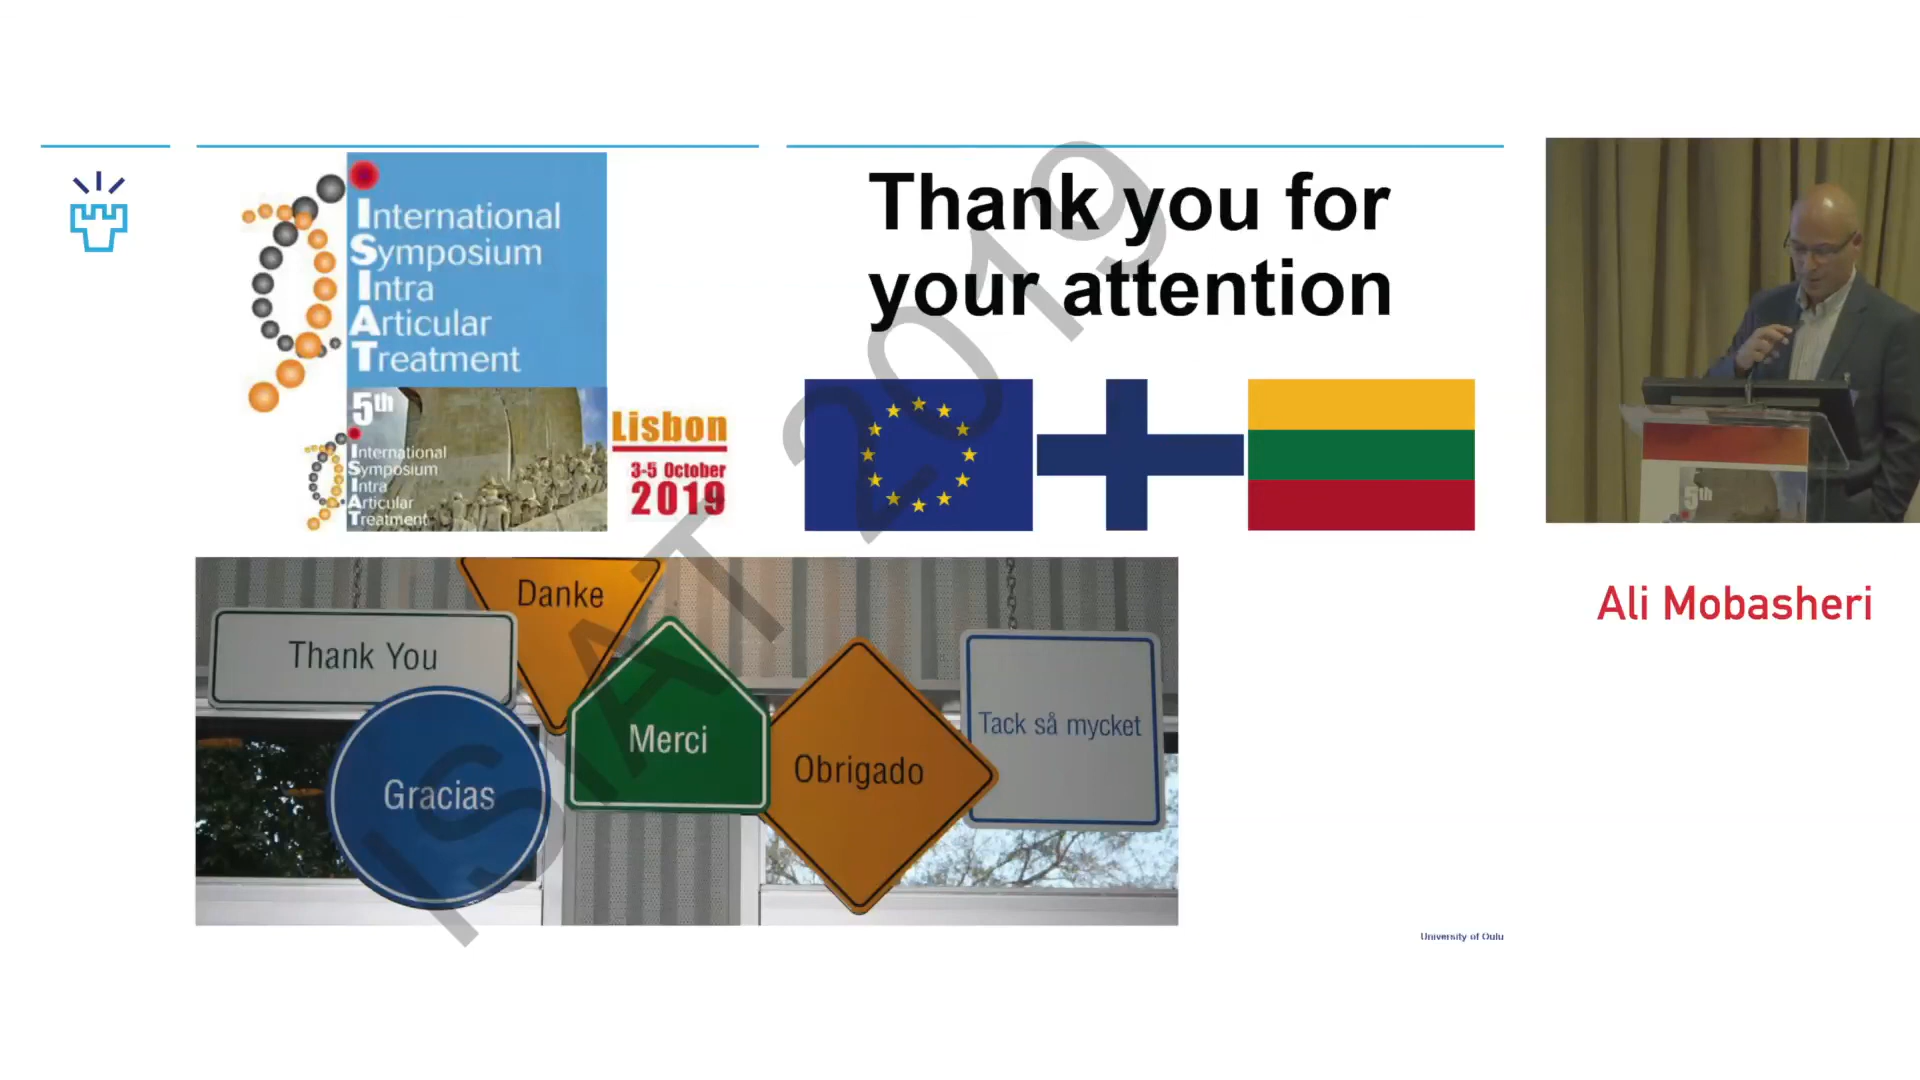 International
Symposium
Intra
Articular
Treatment
5th
International
Symposium
Intra
Articular
Treatment
Lisbon
3-5 October
2019
Thank you for
your attention
5th
Ali Mobasheri
Danke
Thank You
Merci
Gracias
Obrigado
Tack så mycket
ISIAT 2019
University of Oulu